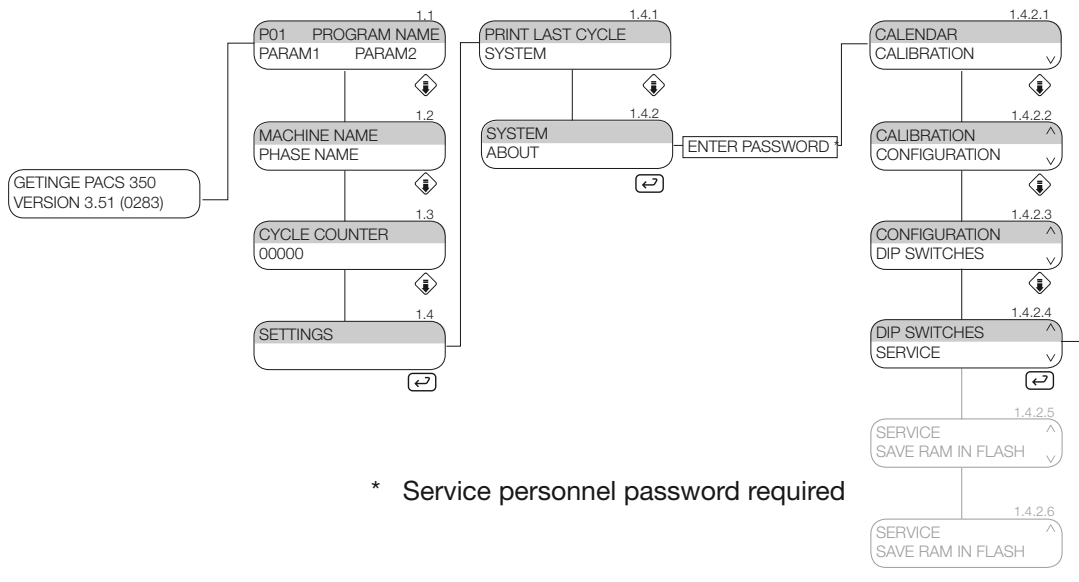 GETINGE PACS 350
VERSION 3.51 (0283)
1.1
P01 PROGRAM NAME
PARAM1 PARAM2
1.2
MACHINE NAME
PHASE NAME
1.3
CYCLE COUNTER
00000
1.4
SETTINGS
1.4.1
PRINT LAST CYCLE
SYSTEM
1.4.2
SYSTEM
ABOUT
ENTER PASSWORD *
1.4.2.1
CALENDAR
CALIBRATION
1.4.2.2
CALIBRATION
CONFIGURATION
1.4.2.3
CONFIGURATION
DIP SWITCHES
1.4.2.4
DIP SWITCHES
SERVICE
1.4.2.5
SERVICE
SAVE RAM IN FLASH
1.4.2.6
SERVICE
SAVE RAM IN FLASH
* Service personnel password required